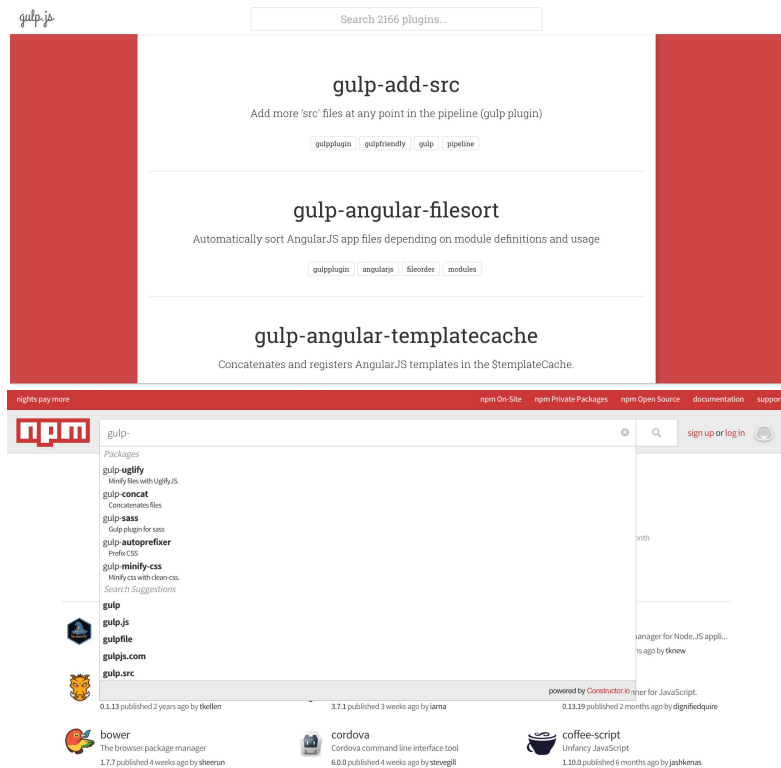 gulp.js
Search 2166 plugins...
gulp-add-src
Add more 'src' files at any point in the pipeline (gulp plugin)
gulpplugin gulpfriendly gulp pipeline
gulp-angular-filesort
Automatically sort AngularJS app files depending on module definitions and usage
gulpplugin angularjs fileorder modules
gulp-angular-templatecache
Concatenates and registers AngularJS templates in the $templateCache.
nights pay more npm On-Site npm Private Packages npm Open Source documentation suppor
npm gulp- sign up or log in
Packages
gulp-uglify
Minify files with UglifyJS.
gulp-concat
Concatenates files
gulp-sass
Gulp plugin for sass
gulp-autoprefixer
Prefix CSS
gulp-minify-css
Minify css with clean-css.
Search Suggestions
gulp
gulp.js
gulpfile
gulpjs.com
gulp.src
powered by Constructor.io
onth
anager for Node.JS appli...
ns ago by tknew
ner for JavaScript.
0.1.13 published 2 years ago by tkellen 3.7.1 published 3 weeks ago by iarna 0.13.19 published 2 months ago by dignifiedquire
bower cordova coffee-script
The browser package manager Cordova command line interface tool Unfancy JavaScript
1.7.7 published 4 weeks ago by sheerun 6.0.0 published 4 weeks ago by stevegill 1.10.0 published 6 months ago by jashkenas